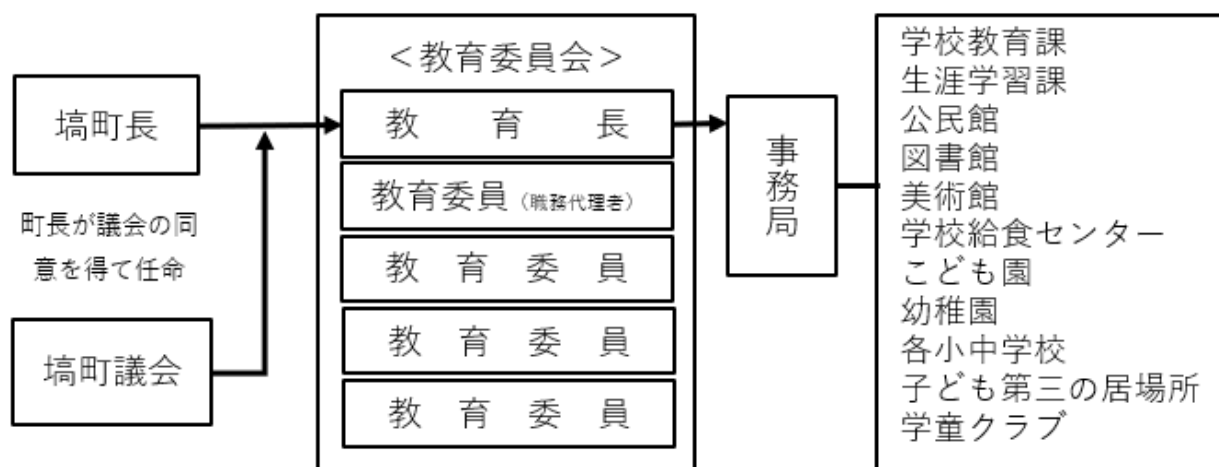 塙町長
町長が議会の同
意を得て任命
塙町議会
<教育委員会>
教育長
教育委員(職務代理者)
教育委員
教育委員
教育委員
事務局
学校教育課
生涯学習課
公民館
図書館
美術館
学校給食センター
こども園
幼稚園
各小中学校
子ども第三の居場所
学童クラブ